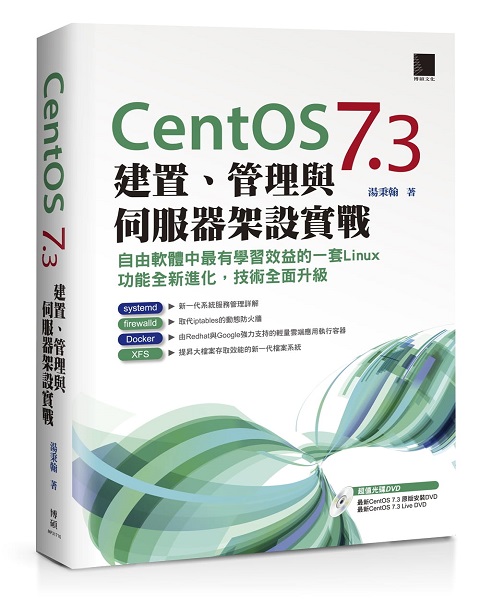 博碩文化
CentOS 7.3
建置、管理與
伺服器架設實戰
湯秉翰 著
自由軟體中最有學習效益的一套Linux
功能全新進化，技術全面升級
systemd 新一代系統服務管理詳解
firewalld 取代iptables的動態防火牆
Docker 由Redhat與Google強力支持的輕量雲端應用執行容器
XFS 提昇大檔案存取效能的新一代檔案系統
超值光碟DVD
最新CentOS 7.3 原版安裝DVD
最新CentOS 7.3 Live DVD
CentOS 7.3
建置、管理與
伺服器架設實戰
湯秉翰 著
博碩